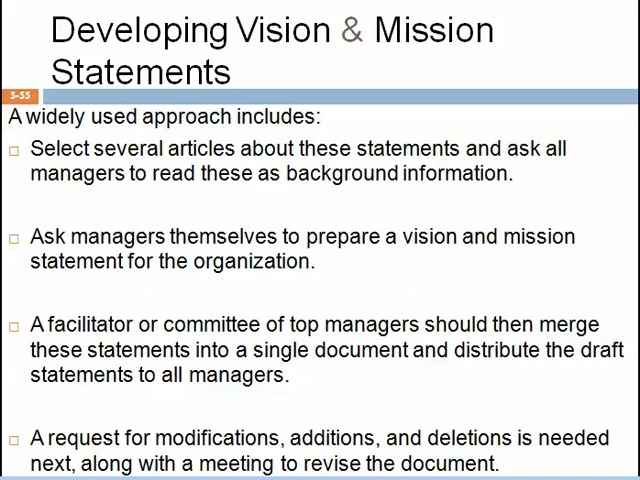 Developing Vision & Mission
Statements
5-55
A widely used approach includes:
Select several articles about these statements and ask all
managers to read these as background information.
Ask managers themselves to prepare a vision and mission
statement for the organization.
A facilitator or committee of top managers should then merge
these statements into a single document and distribute the draft
statements to all managers.
A request for modifications, additions, and deletions is needed
next, along with a meeting to revise the document.